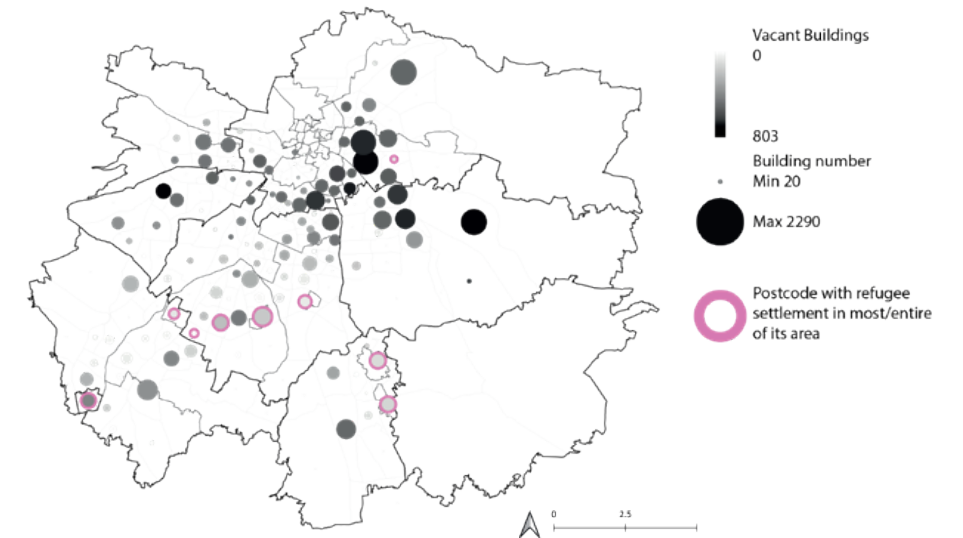 Vacant Buildings
0
803
Building number
Min 20
Max 2290
Postcode with refugee
settlement in most/entire
of its area
0
2.5